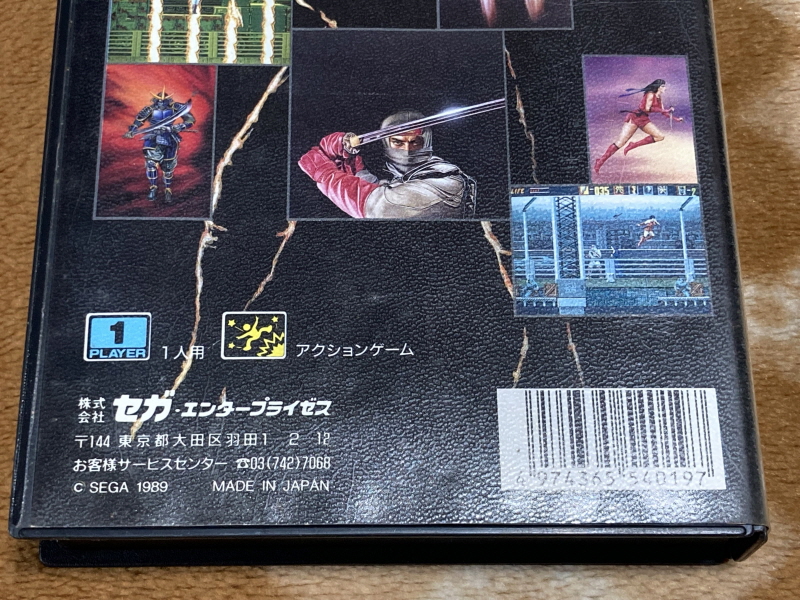 LIFE
-035
1
PLAYER
1人用
アクションゲーム
株式会社 セガ・エンタープライゼス
〒144 東京都大田区羽田1 2 12
お客様サービスセンター ☎03(742)7068
© SEGA 1989 MADE IN JAPAN
4 974365 540197